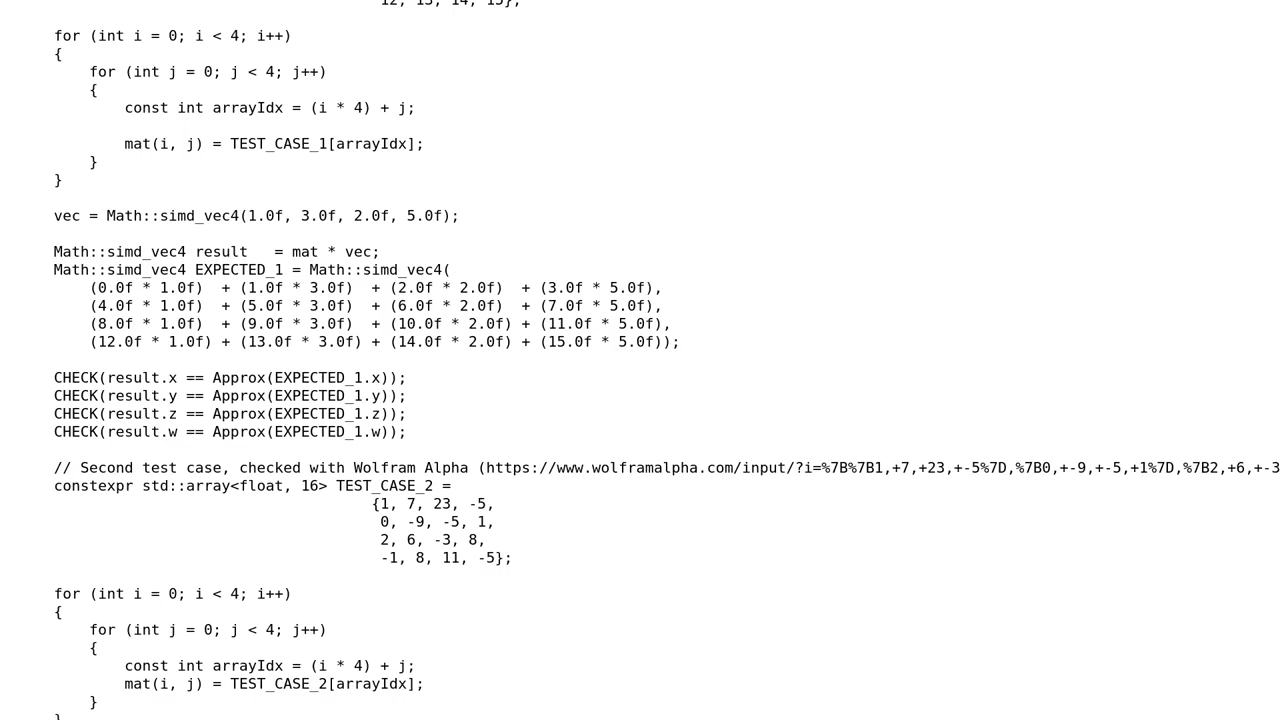 12, 13, 14, 15};
for (int i = 0; i < 4; i++)
{
for (int j = 0; j < 4; j++)
{
const int arrayIdx = (i * 4) + j;
mat(i, j) = TEST_CASE_1[arrayIdx];
}
}
vec = Math::simd_vec4(1.0f, 3.0f, 2.0f, 5.0f);
Math::simd_vec4 result   = mat * vec;
Math::simd_vec4 EXPECTED_1 = Math::simd_vec4(
(0.0f * 1.0f)  + (1.0f * 3.0f)  + (2.0f * 2.0f)  + (3.0f * 5.0f),
(4.0f * 1.0f)  + (5.0f * 3.0f)  + (6.0f * 2.0f)  + (7.0f * 5.0f),
(8.0f * 1.0f)  + (9.0f * 3.0f)  + (10.0f * 2.0f) + (11.0f * 5.0f),
(12.0f * 1.0f) + (13.0f * 3.0f) + (14.0f * 2.0f) + (15.0f * 5.0f));
CHECK(result.x == Approx(EXPECTED_1.x));
CHECK(result.y == Approx(EXPECTED_1.y));
CHECK(result.z == Approx(EXPECTED_1.z));
CHECK(result.w == Approx(EXPECTED_1.w));
// Second test case, checked with Wolfram Alpha (https://www.wolframalpha.com/input/?i=%7B%7B1,+7,+23,+-5%7D,%7B0,+-9,+-5,+1%7D,%7B2,+6,+-3
constexpr std::array<float, 16> TEST_CASE_2 =
{1, 7, 23, -5,
0, -9, -5, 1,
2, 6, -3, 8,
-1, 8, 11, -5};
for (int i = 0; i < 4; i++)
{
for (int j = 0; j < 4; j++)
{
const int arrayIdx = (i * 4) + j;
mat(i, j) = TEST_CASE_2[arrayIdx];
}
}